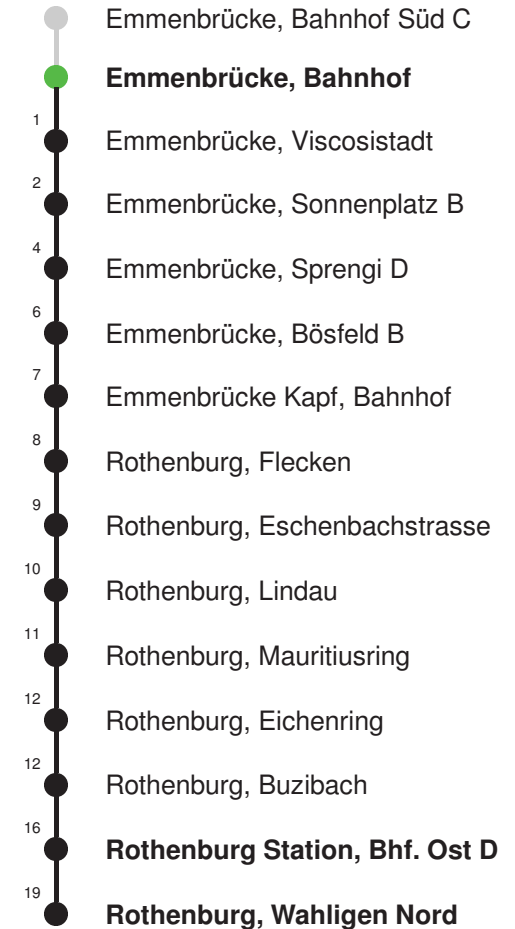 Emmenbrücke, Bahnhof Süd C
Emmenbrücke, Bahnhof
1 Emmenbrücke, Viscosistadt
2 Emmenbrücke, Sonnenplatz B
4 Emmenbrücke, Sprengi D
6 Emmenbrücke, Bösfeld B
7 Emmenbrücke Kapf, Bahnhof
8 Rothenburg, Flecken
9 Rothenburg, Eschenbachstrasse
10 Rothenburg, Lindau
11 Rothenburg, Mauritiusring
12 Rothenburg, Eichenring
12 Rothenburg, Buzibach
16 Rothenburg Station, Bhf. Ost D
19 Rothenburg, Wahligen Nord